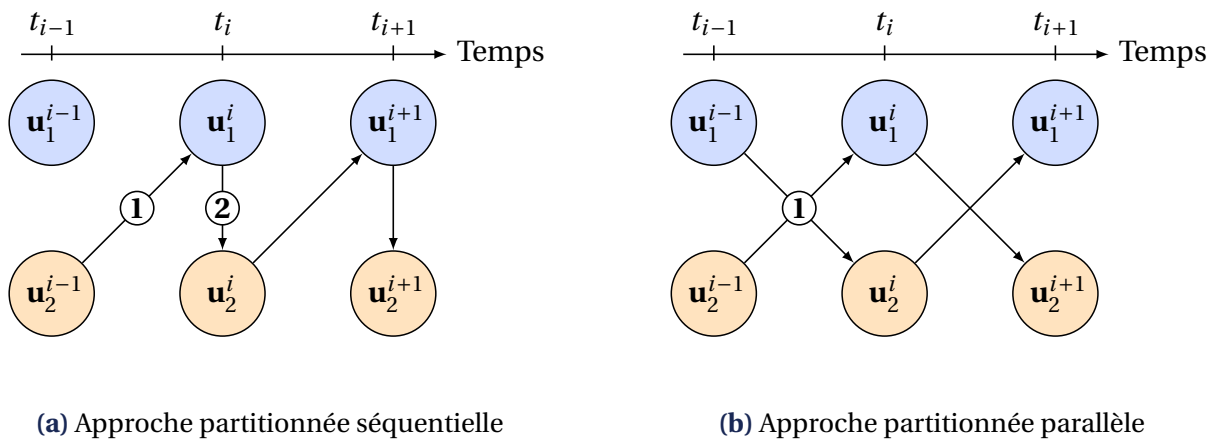 t_{i−1} t_i t_{i+1} t_{i−1} t_i t_{i+1}
Temps Temps
u_1^{i−1} u_1^i u_1^{i+1} u_1^{i−1} u_1^i u_1^{i+1}
1 2 1
u_2^{i−1} u_2^i u_2^{i+1} u_2^{i−1} u_2^i u_2^{i+1}
(a) Approche partitionnée séquentielle
(b) Approche partitionnée parallèle